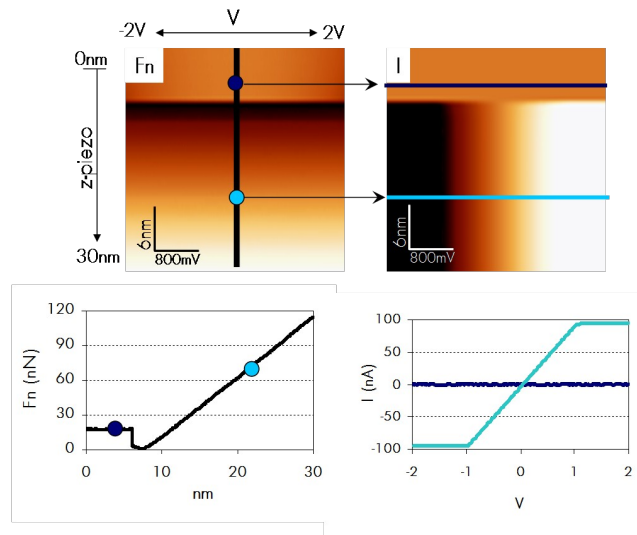 V
-2V
2V
0nm
z-piezo
30nm
Fn
6nm
800mV
I
6nm
800mV
120
90
60
30
0
Fn (nN)
0
10
20
30
nm
100
50
0
-50
-100
I (nA)
-2
-1
0
1
2
V